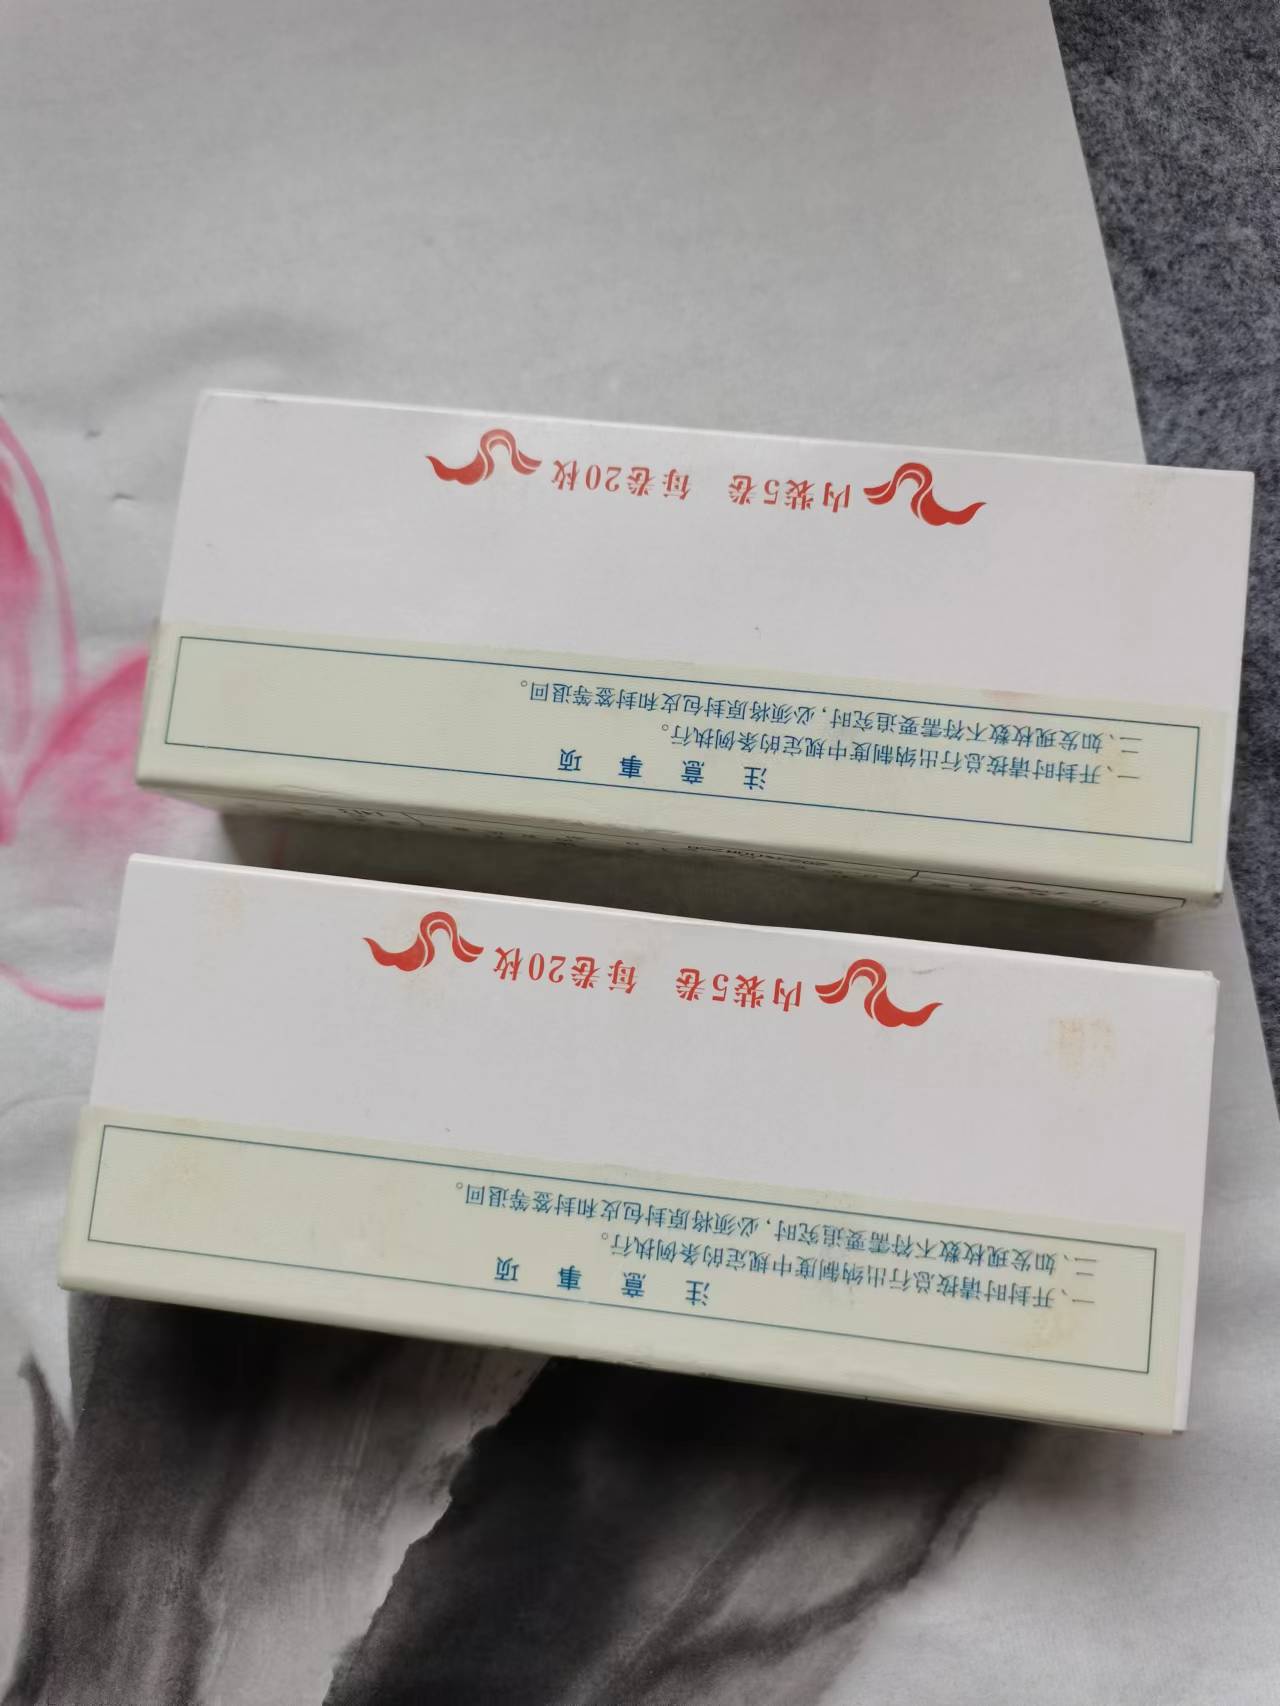 内装5卷 每卷20枚
注意事项
一、开封时请按总行出纳制度中规定的条例执行。
二、如发现枚数不符需要追究时，必须将原封包皮和封签等退回。
内装5卷 每卷20枚
注意事项
一、开封时请按总行出纳制度中规定的条例执行。
二、如发现枚数不符需要追究时，必须将原封包皮和封签等退回。